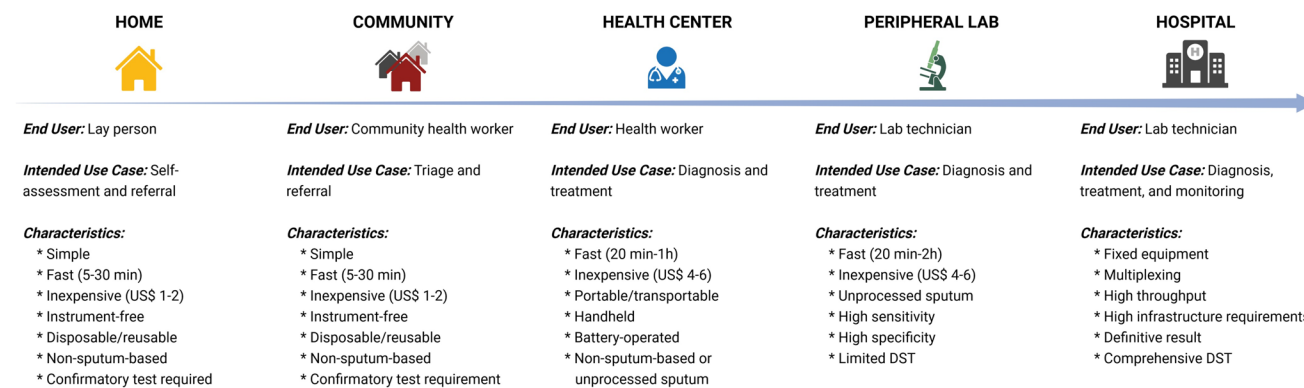 HOME
End User: Lay person
Intended Use Case: Self-
assessment and referral
Characteristics:
* Simple
* Fast (5-30 min)
* Inexpensive (US$ 1-2)
* Instrument-free
* Disposable/reusable
* Non-sputum-based
* Confirmatory test required
COMMUNITY
End User: Community health worker
Intended Use Case: Triage and
referral
Characteristics:
* Simple
* Fast (5-30 min)
* Inexpensive (US$ 1-2)
* Instrument-free
* Disposable/reusable
* Non-sputum-based
* Confirmatory test requirement
HEALTH CENTER
End User: Health worker
Intended Use Case: Diagnosis and
treatment
Characteristics:
* Fast (20 min-1h)
* Inexpensive (US$ 4-6)
* Portable/transportable
* Handheld
* Battery-operated
* Non-sputum-based or
unprocessed sputum
PERIPHERAL LAB
End User: Lab technician
Intended Use Case: Diagnosis and
treatment
Characteristics:
* Fast (20 min-2h)
* Inexpensive (US$ 4-6)
* Unprocessed sputum
* High sensitivity
* High specificity
* Limited DST
HOSPITAL
H
End User: Lab technician
Intended Use Case: Diagnosis,
treatment, and monitoring
Characteristics:
* Fixed equipment
* Multiplexing
* High throughput
* High infrastructure requirements
* Definitive result
* Comprehensive DST